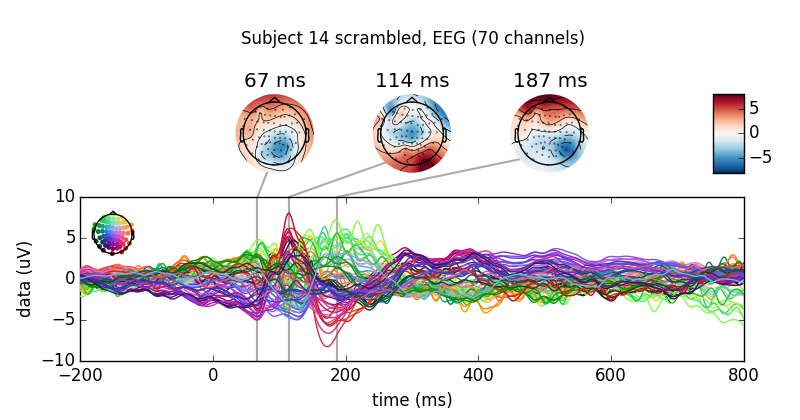 Subject 14 scrambled, EEG (70 channels)
67 ms
114 ms
187 ms
5
0
−5
10
5
0
−5
−10
data (uV)
−200
0
200
400
600
800
time (ms)